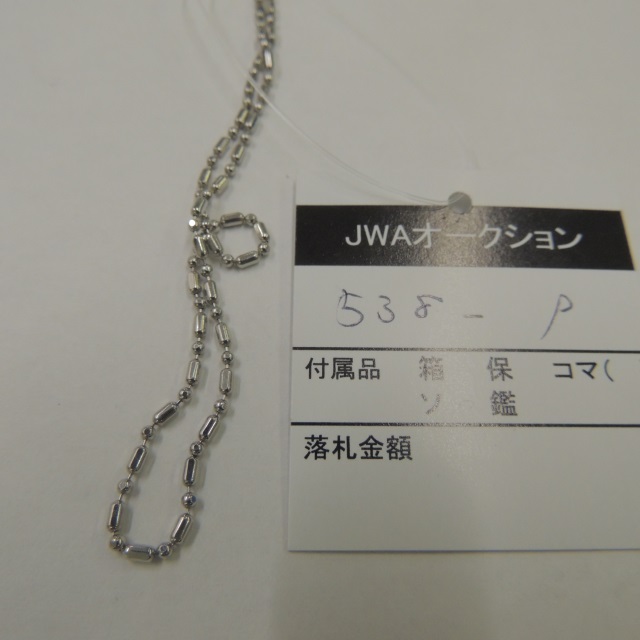 JWAオークション
538- P
付属品 箱 保 コマ(
ソ 鑑
落札金額